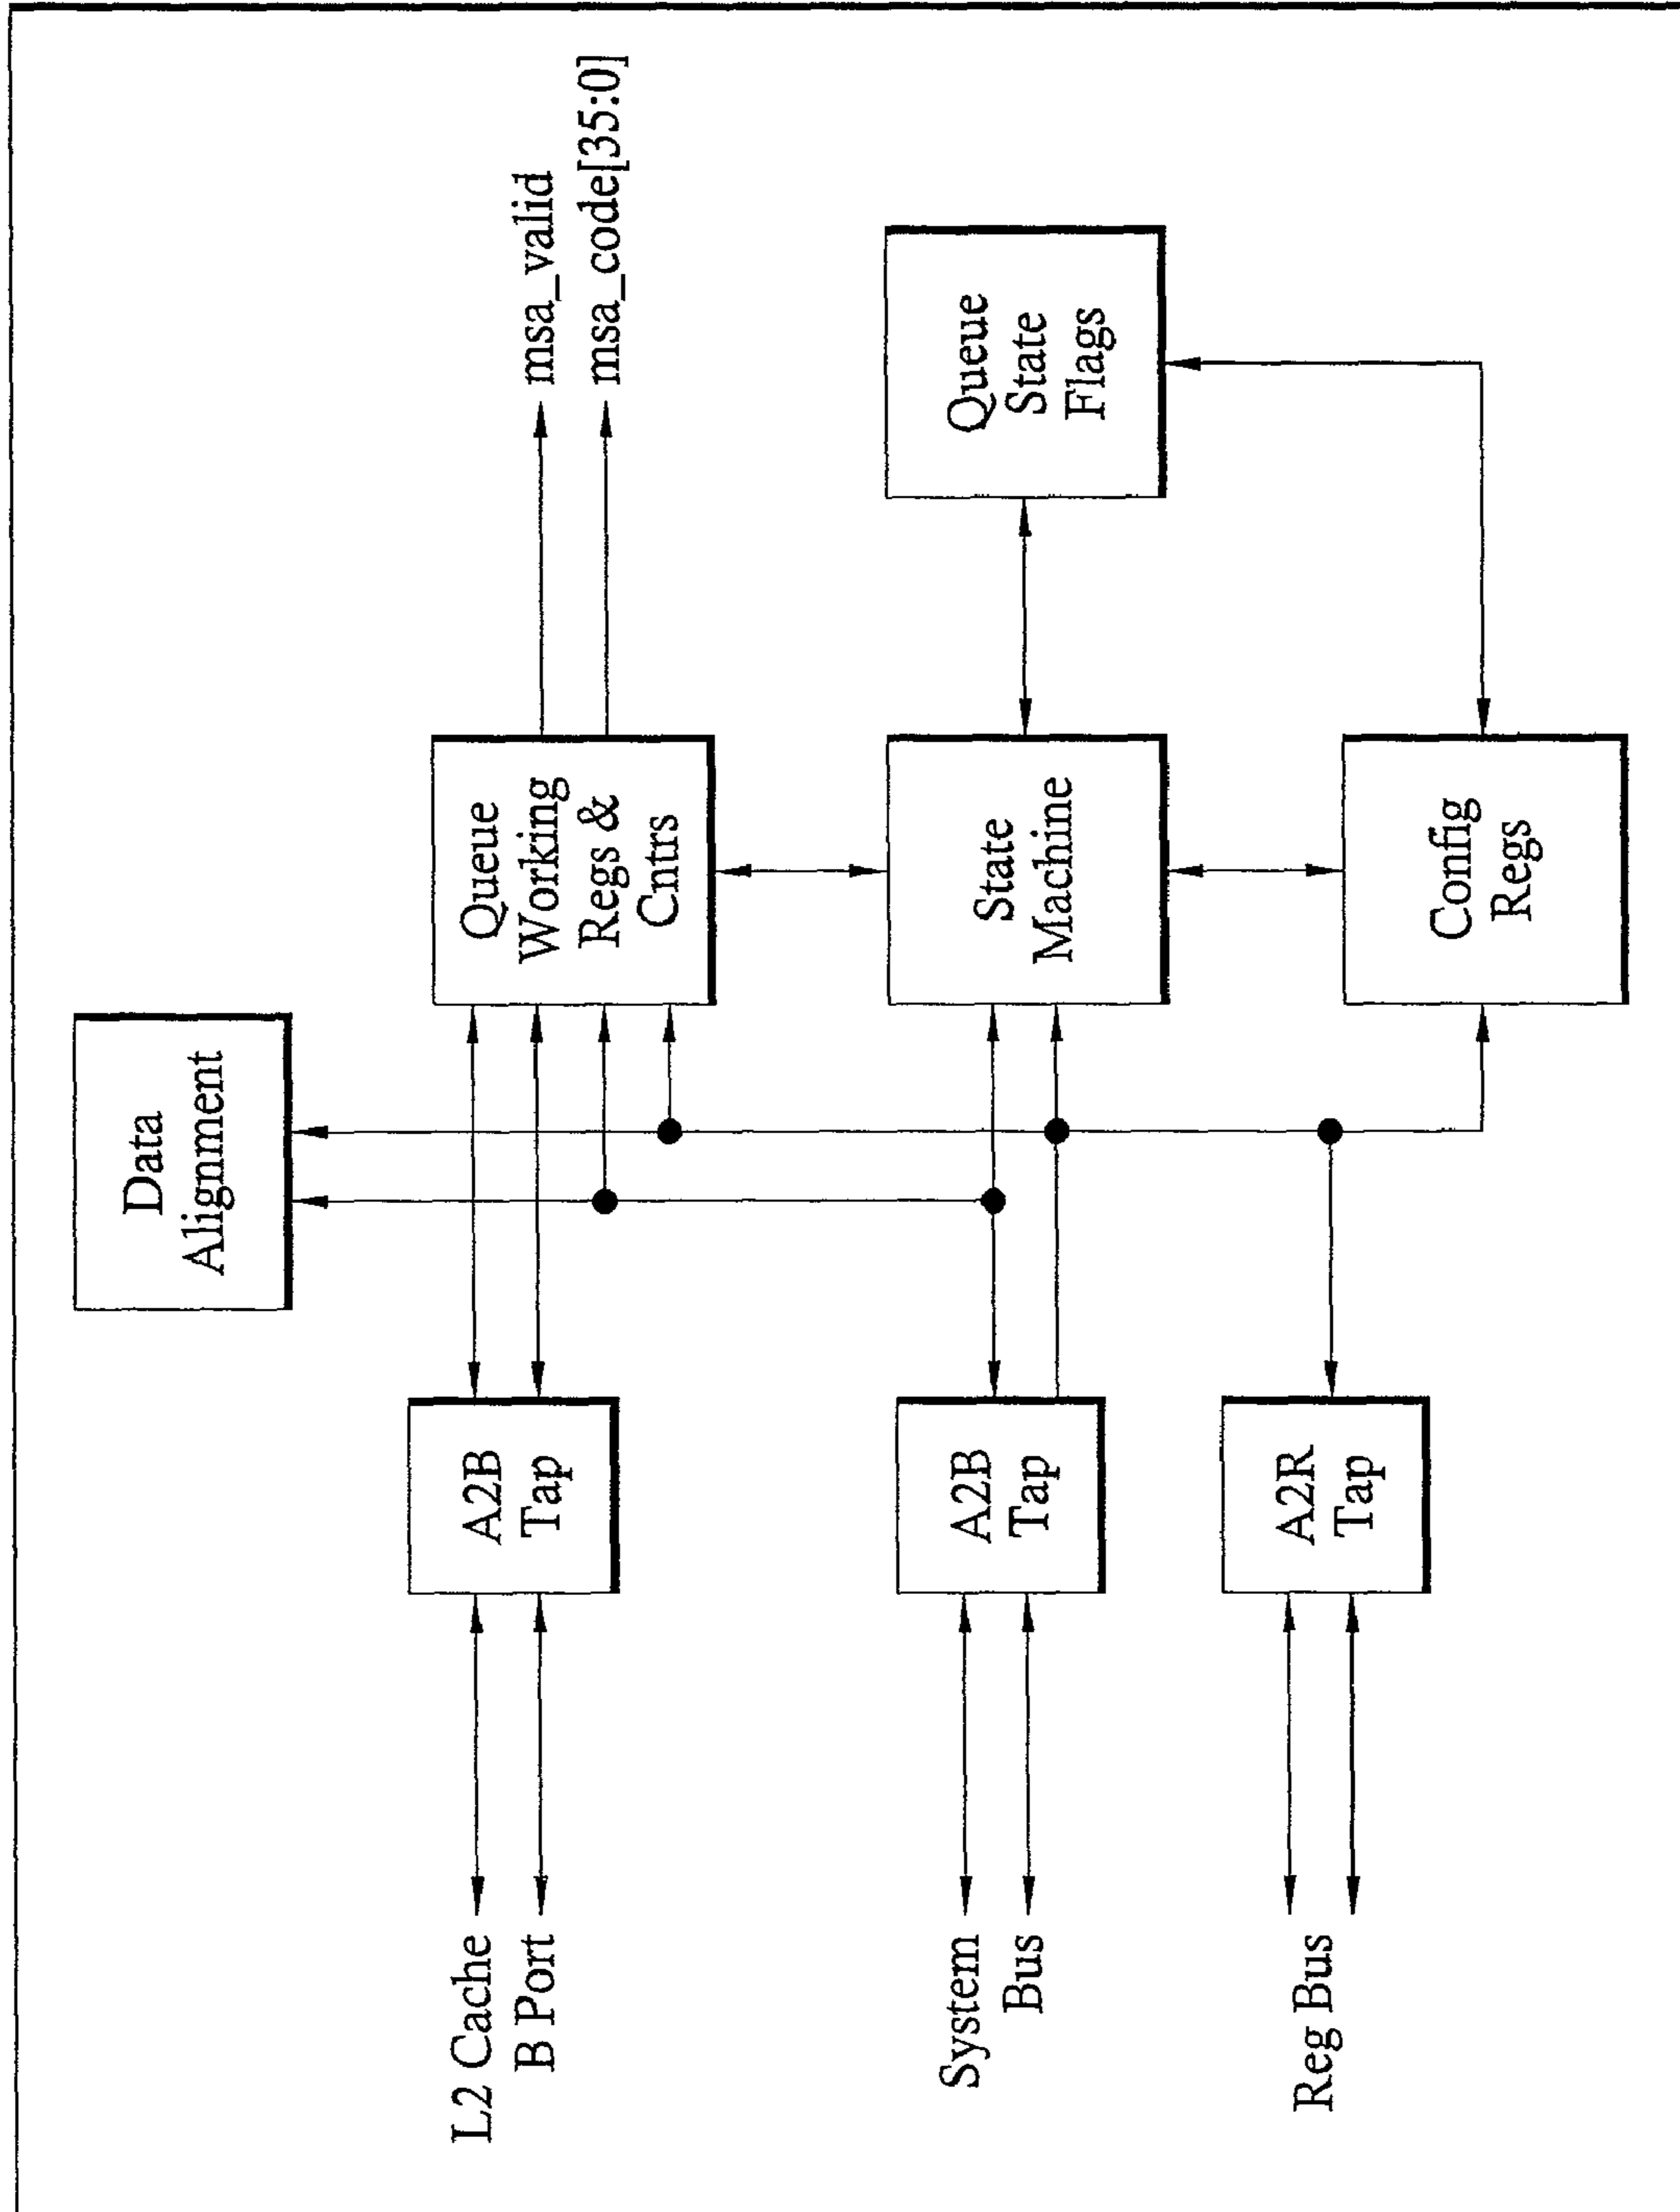 Data
Alignment
L2 Cache
B Port
A2B
Tap
Queue
Working
Regs &
Cntrs
msa_valid
msa_code[35:0]
System
Bus
A2B
Tap
State
Machine
Queue
State
Flags
Reg Bus
A2R
Tap
Config
Regs